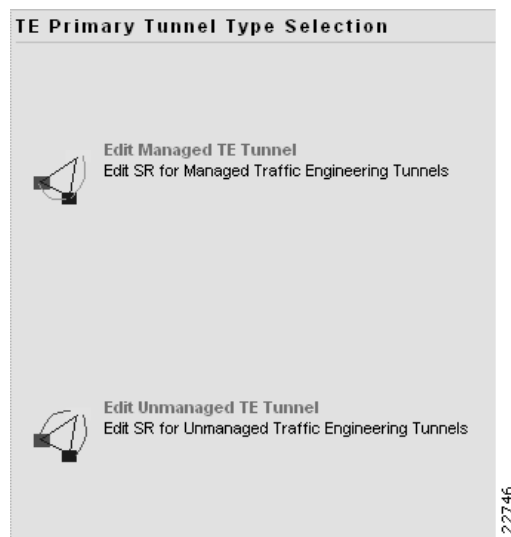 TE Primary Tunnel Type Selection
Edit Managed TE Tunnel
Edit SR for Managed Traffic Engineering Tunnels
Edit Unmanaged TE Tunnel
Edit SR for Unmanaged Traffic Engineering Tunnels
22746